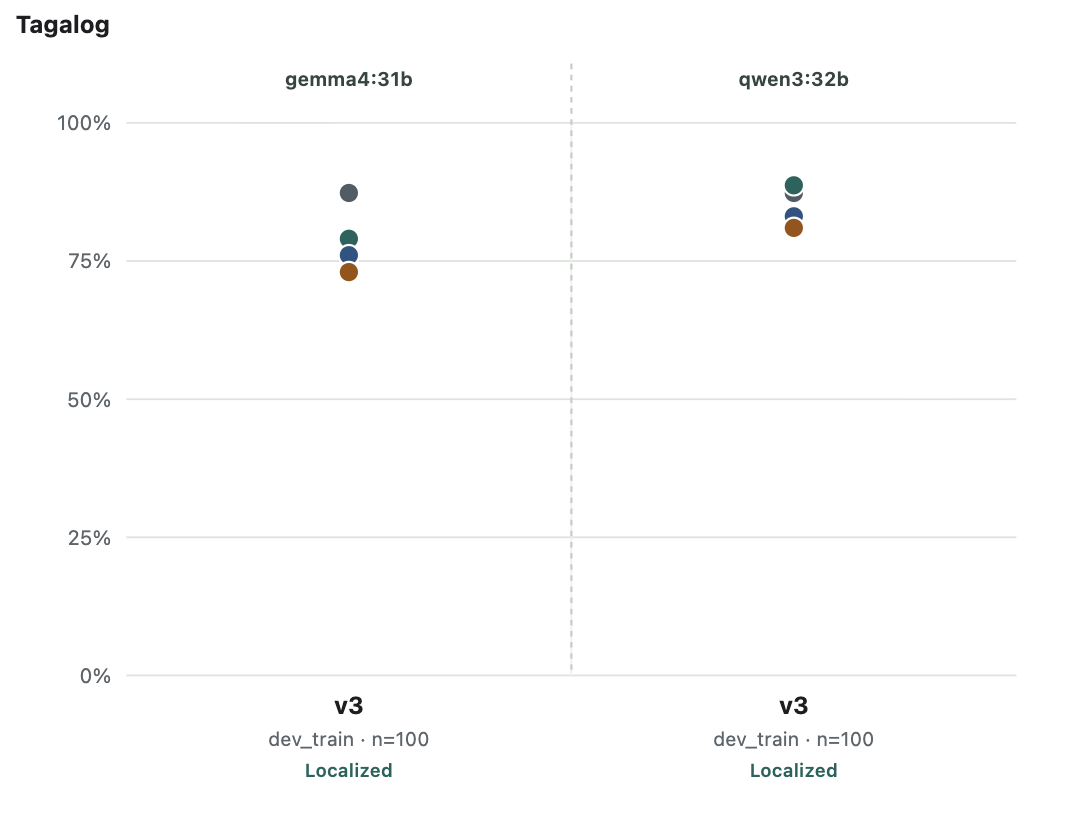 Tagalog
gemma4:31b
qwen3:32b
100%
75%
50%
25%
0%
v3
v3
dev_train · n=100
dev_train · n=100
Localized
Localized